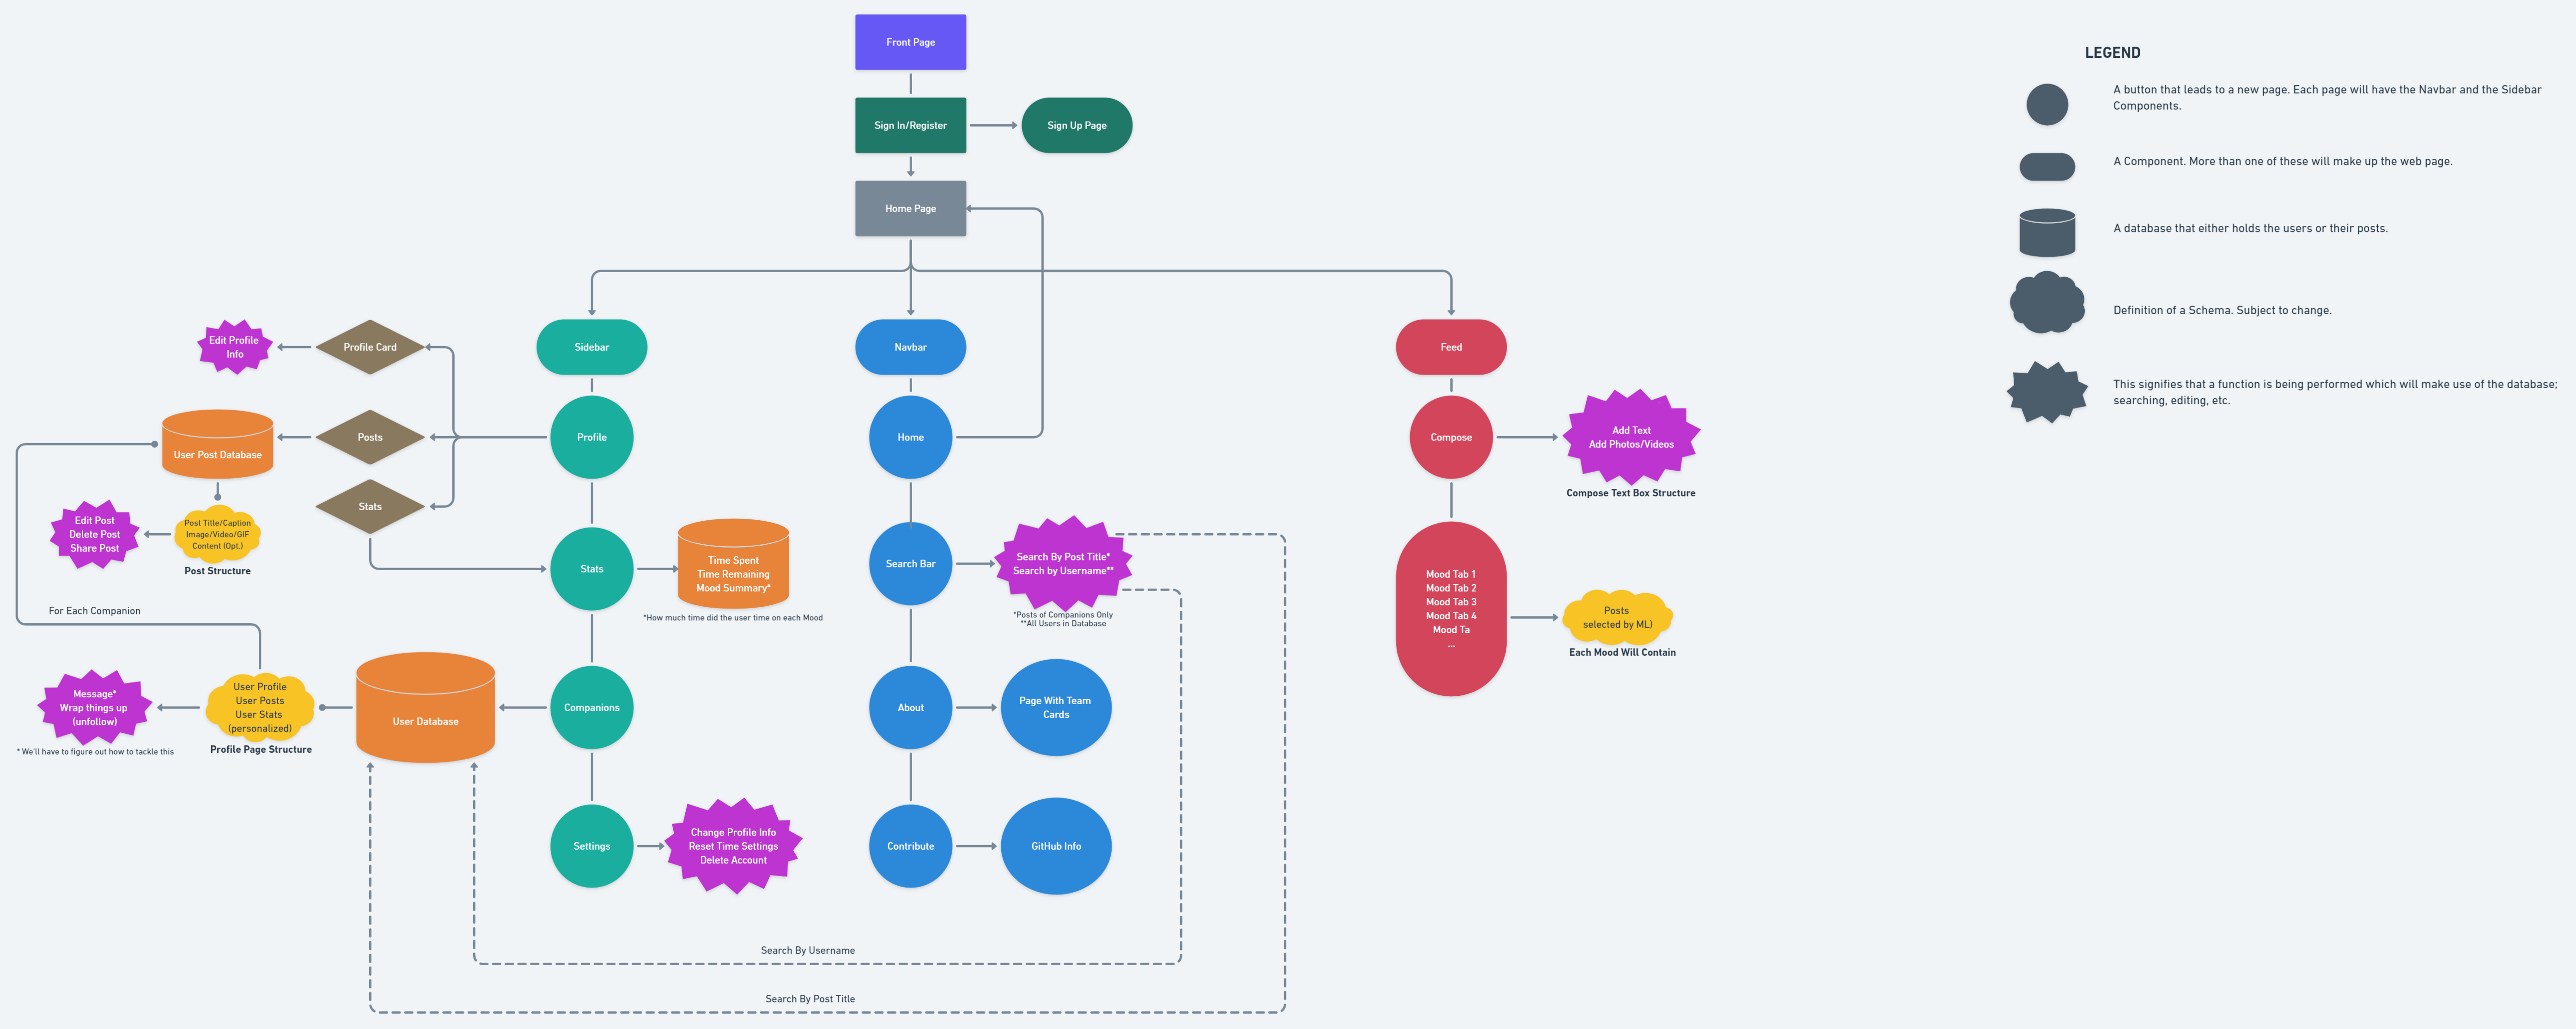 Front Page
Sign In/Register
Sign Up Page
Home Page
Sidebar
Navbar
Feed
Edit Profile
Info
Profile Card
Posts
Stats
User Post Database
Post Title/Caption
Image/Video/GIF
Content (Opt.)
Post Structure
Edit Post
Delete Post
Share Post
For Each Companion
Message*
Wrap things up
(unfollow)
* We'll have to figure out how to tackle this
User Profile
User Posts
User Stats
(personalized)
Profile Page Structure
User Database
Profile
Stats
Time Spent
Time Remaining
Mood Summary*
*How much time did the user time on each Mood
Companions
Settings
Change Profile Info
Reset Time Settings
Delete Account
Home
Search Bar
Search By Post Title*
Search by Username**
*Posts of Companions Only
**All Users in Database
About
Page With Team
Cards
Contribute
GitHub Info
Search By Username
Search By Post Title
Compose
Add Text
Add Photos/Videos
Compose Text Box Structure
Mood Tab 1
Mood Tab 2
Mood Tab 3
Mood Tab 4
Mood Ta
...
Posts
selected by ML)
Each Mood Will Contain
LEGEND
A button that leads to a new page. Each page will have the Navbar and the Sidebar
Components.
A Component. More than one of these will make up the web page.
A database that either holds the users or their posts.
Definition of a Schema. Subject to change.
This signifies that a function is being performed which will make use of the database;
searching, editing, etc.